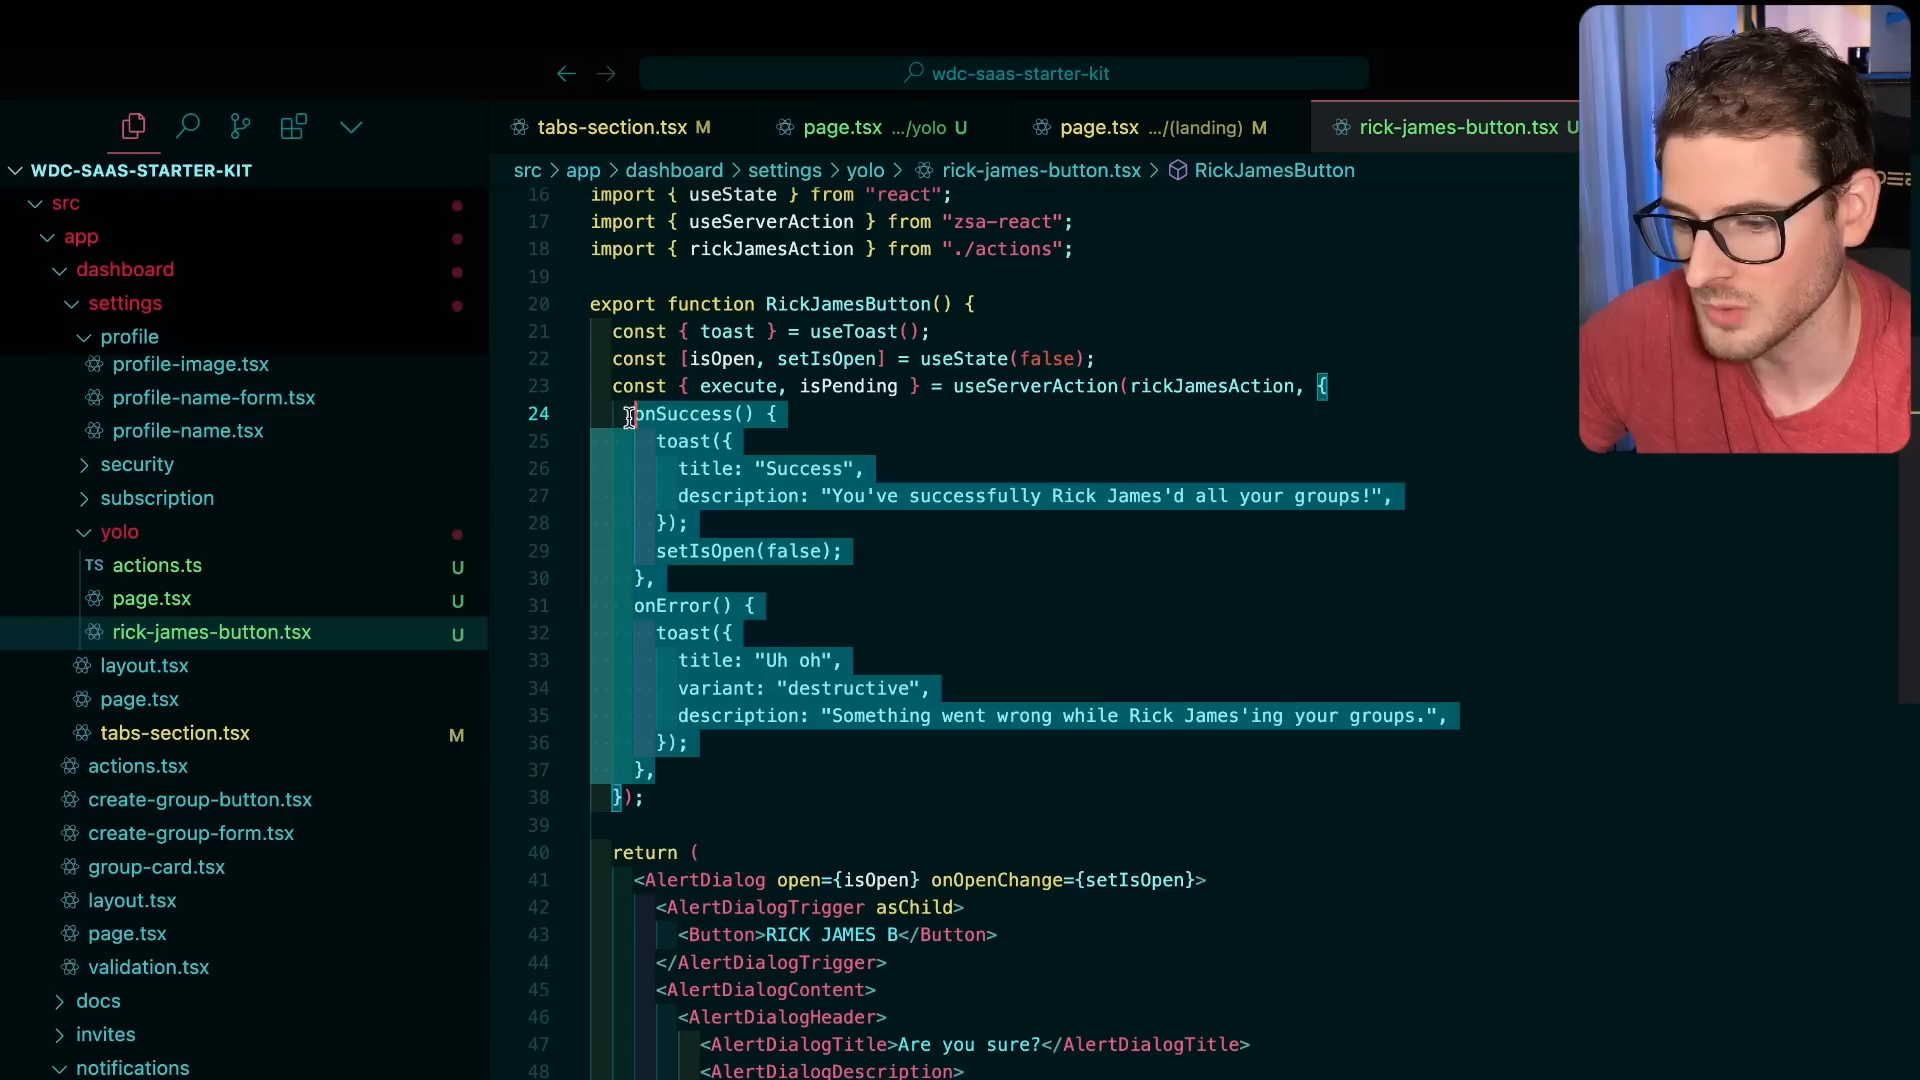 wdc-saas-starter-kit
tabs-section.tsx M
page.tsx .../yolo U
page.tsx .../(landing) M
rick-james-button.tsx U
WDC-SAAS-STARTER-KIT
src
app
dashboard
settings
profile
profile-image.tsx
profile-name-form.tsx
profile-name.tsx
security
subscription
yolo
TS actions.ts U
page.tsx U
rick-james-button.tsx U
layout.tsx
page.tsx
tabs-section.tsx M
actions.tsx
create-group-button.tsx
create-group-form.tsx
group-card.tsx
layout.tsx
page.tsx
validation.tsx
docs
invites
notifications
src > app > dashboard > settings > yolo > rick-james-button.tsx > RickJamesButton
16 import { useState } from "react";
17 import { useServerAction } from "zsa-react";
18 import { rickJamesAction } from "./actions";
19
20 export function RickJamesButton() {
21 const { toast } = useToast();
22 const [isOpen, setIsOpen] = useState(false);
23 const { execute, isPending } = useServerAction(rickJamesAction, {
24 onSuccess() {
25 toast({
26 title: "Success",
27 description: "You've successfully Rick James'd all your groups!",
28 });
29 setIsOpen(false);
30 },
31 onError() {
32 toast({
33 title: "Uh oh",
34 variant: "destructive",
35 description: "Something went wrong while Rick James'ing your groups.",
36 });
37 },
38 });
39
40 return (
41 <AlertDialog open={isOpen} onOpenChange={setIsOpen}>
42 <AlertDialogTrigger asChild>
43 <Button>RICK JAMES B</Button>
44 </AlertDialogTrigger>
45 <AlertDialogContent>
46 <AlertDialogHeader>
47 <AlertDialogTitle>Are you sure?</AlertDialogTitle>
48 <AlertDialogDescription>